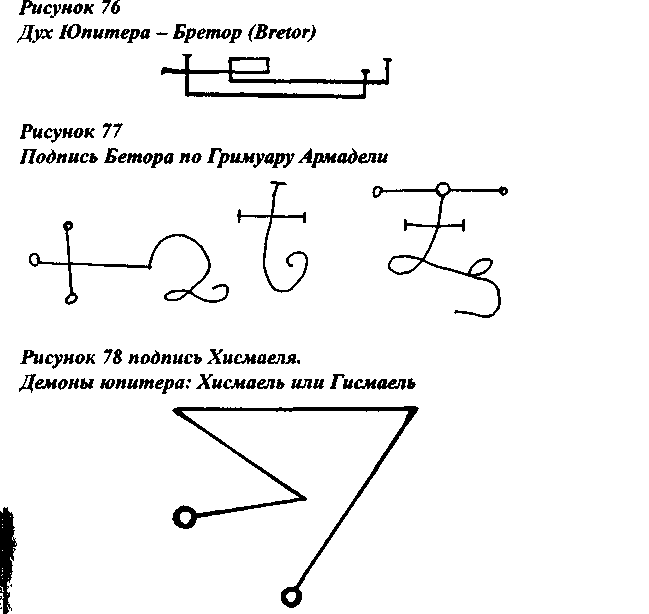 Рисунок 76
Дух Юпитера – Бретор (Bretor)
Рисунок 77
Подпись Бетора по Гримуару Армадели
Рисунок 78 подпись Хисмаеля.
Демоны юпитера: Хисмаель или Гисмаель